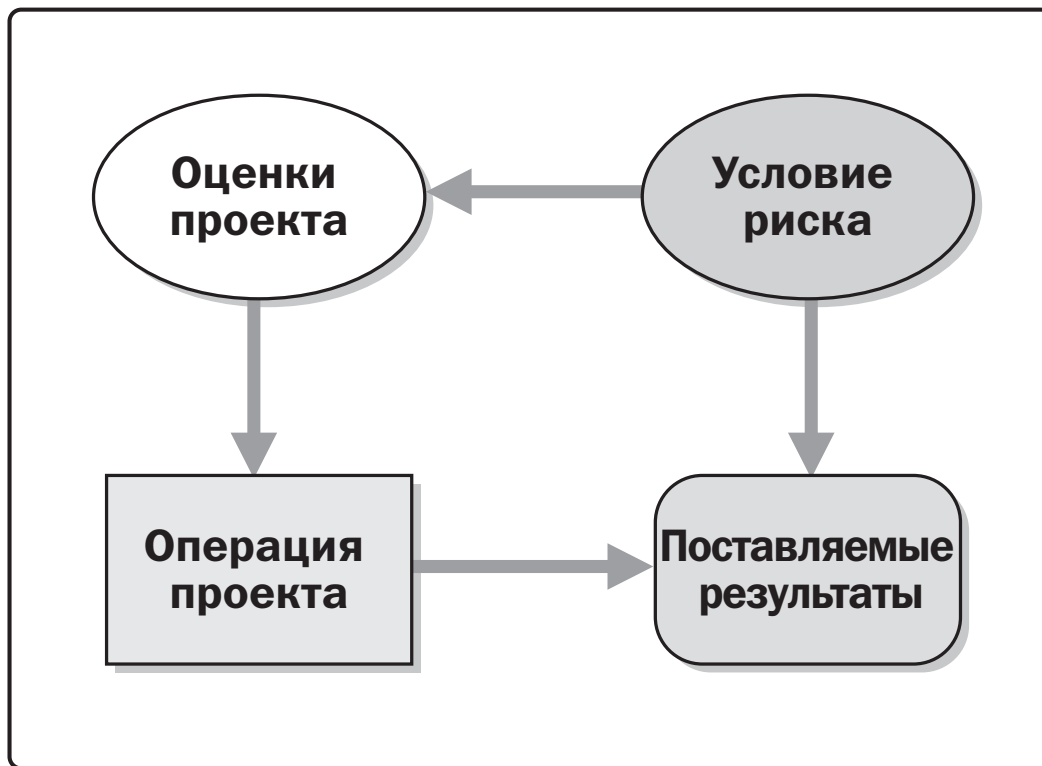 Оценки
проекта
Условие
риска
Операция
проекта
Поставляемые
результаты